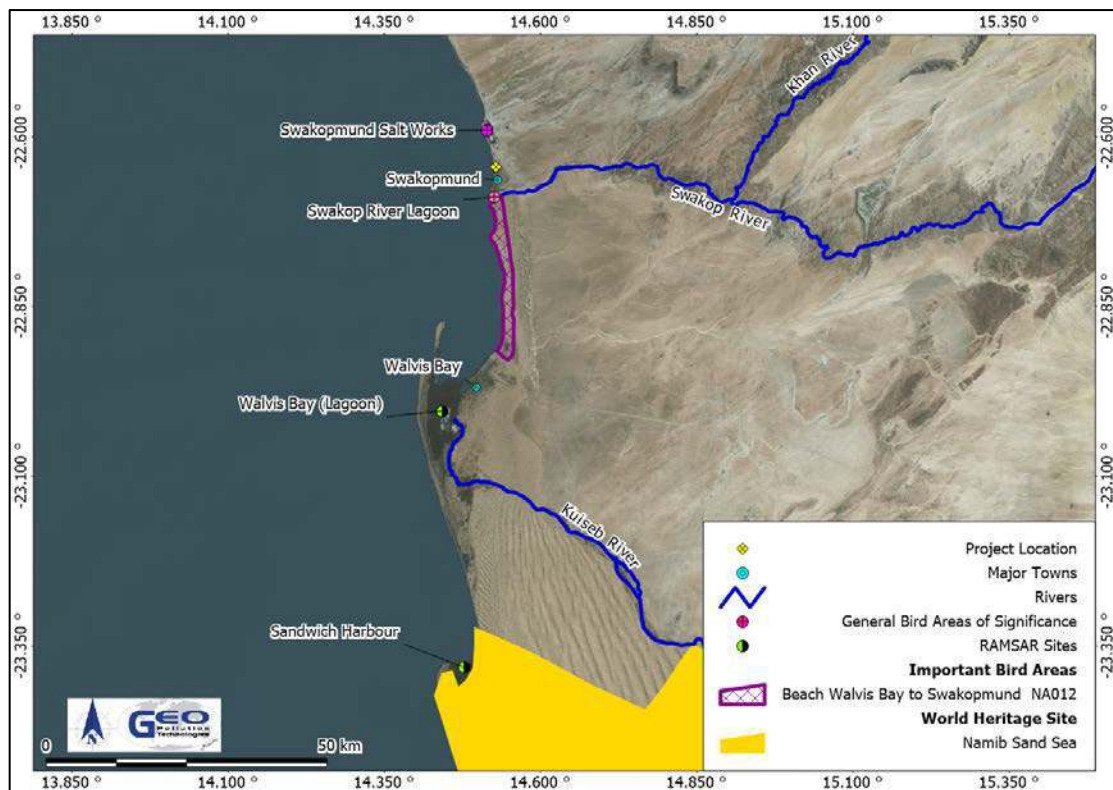 13.850 °
14.100 °
14.350 °
14.600 °
14.850 °
15.100 °
15.350 °
-22.600 °
-22.850 °
-23.100 °
-23.350 °
-22.600 °
-22.850 °
-23.100 °
-23.350 °
Khan River
Swakopmund Salt Works
Swakopmund
Swakop River Lagoon
Swakop River
Walvis Bay
Walvis Bay (Lagoon)
Kuiseb River
Sandwich Harbour
Project Location
Major Towns
Rivers
General Bird Areas of Significance
RAMSAR Sites
Important Bird Areas
Beach Walvis Bay to Swakopmund NA012
World Heritage Site
Namib Sand Sea
N
GEO
Pollution
Technologies
0
50 km
13.850 °
14.100 °
14.350 °
14.600 °
14.850 °
15.100 °
15.350 °